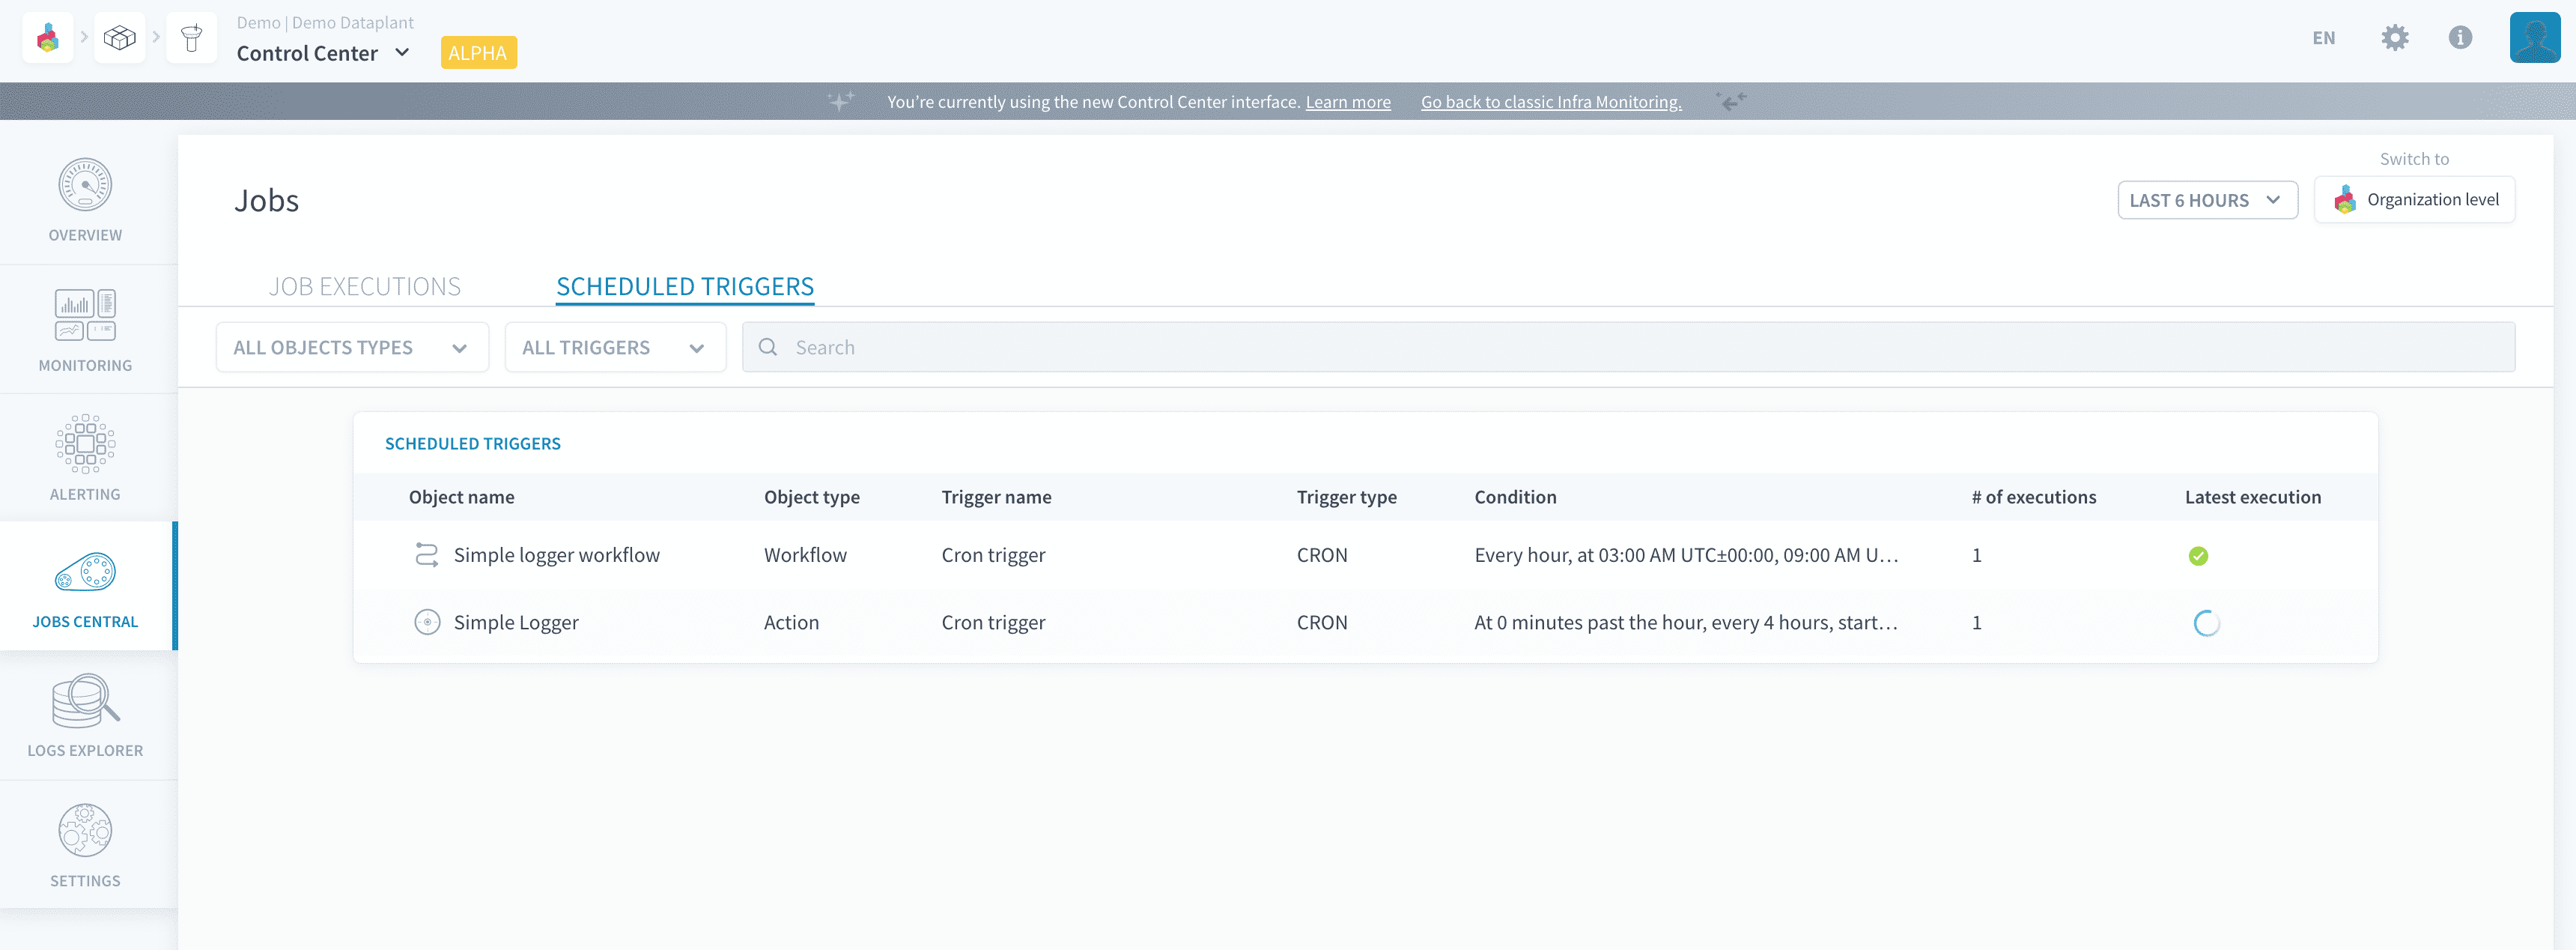 Demo | Demo Dataplant
Control Center
ALPHA
EN
You're currently using the new Control Center interface. Learn more Go back to classic Infra Monitoring.
OVERVIEW
MONITORING
ALERTING
JOBS CENTRAL
LOGS EXPLORER
SETTINGS
Jobs
LAST 6 HOURS
Switch to
Organization level
JOB EXECUTIONS SCHEDULED TRIGGERS
ALL OBJECTS TYPES ALL TRIGGERS Search
SCHEDULED TRIGGERS
Object name Object type Trigger name Trigger type Condition # of executions Latest execution
Simple logger workflow Workflow Cron trigger CRON Every hour, at 03:00 AM UTC±00:00, 09:00 AM U... 1
Simple Logger Action Cron trigger CRON At 0 minutes past the hour, every 4 hours, start... 1